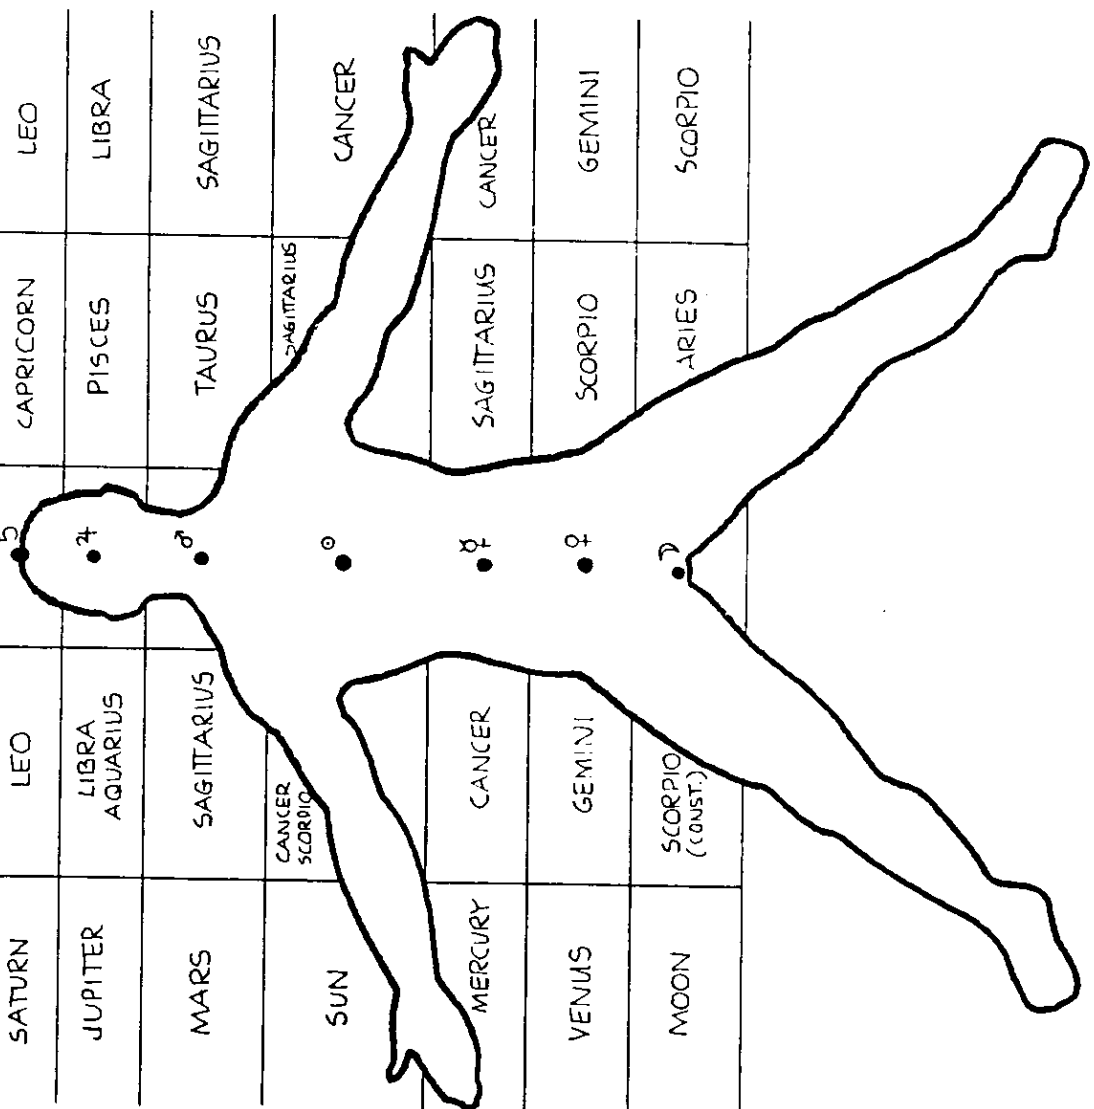 SATURN LEO ♄ CAPRICORN LEO
JUPITER LIBRA ♃ PISCES LIBRA
AQUARIUS
MARS SAGITTARIUS ♂ TAURUS SAGITTARIUS
SUN CANCER ☉ SAGITTARIUS CANCER
SCORPIO
MERCURY CANCER ☿ SAGITTARIUS CANCER
VENUS GEMINI ♀ SCORPIO GEMINI
MOON SCORPIO ☽ ARIES SCORPIO
(CONST.)